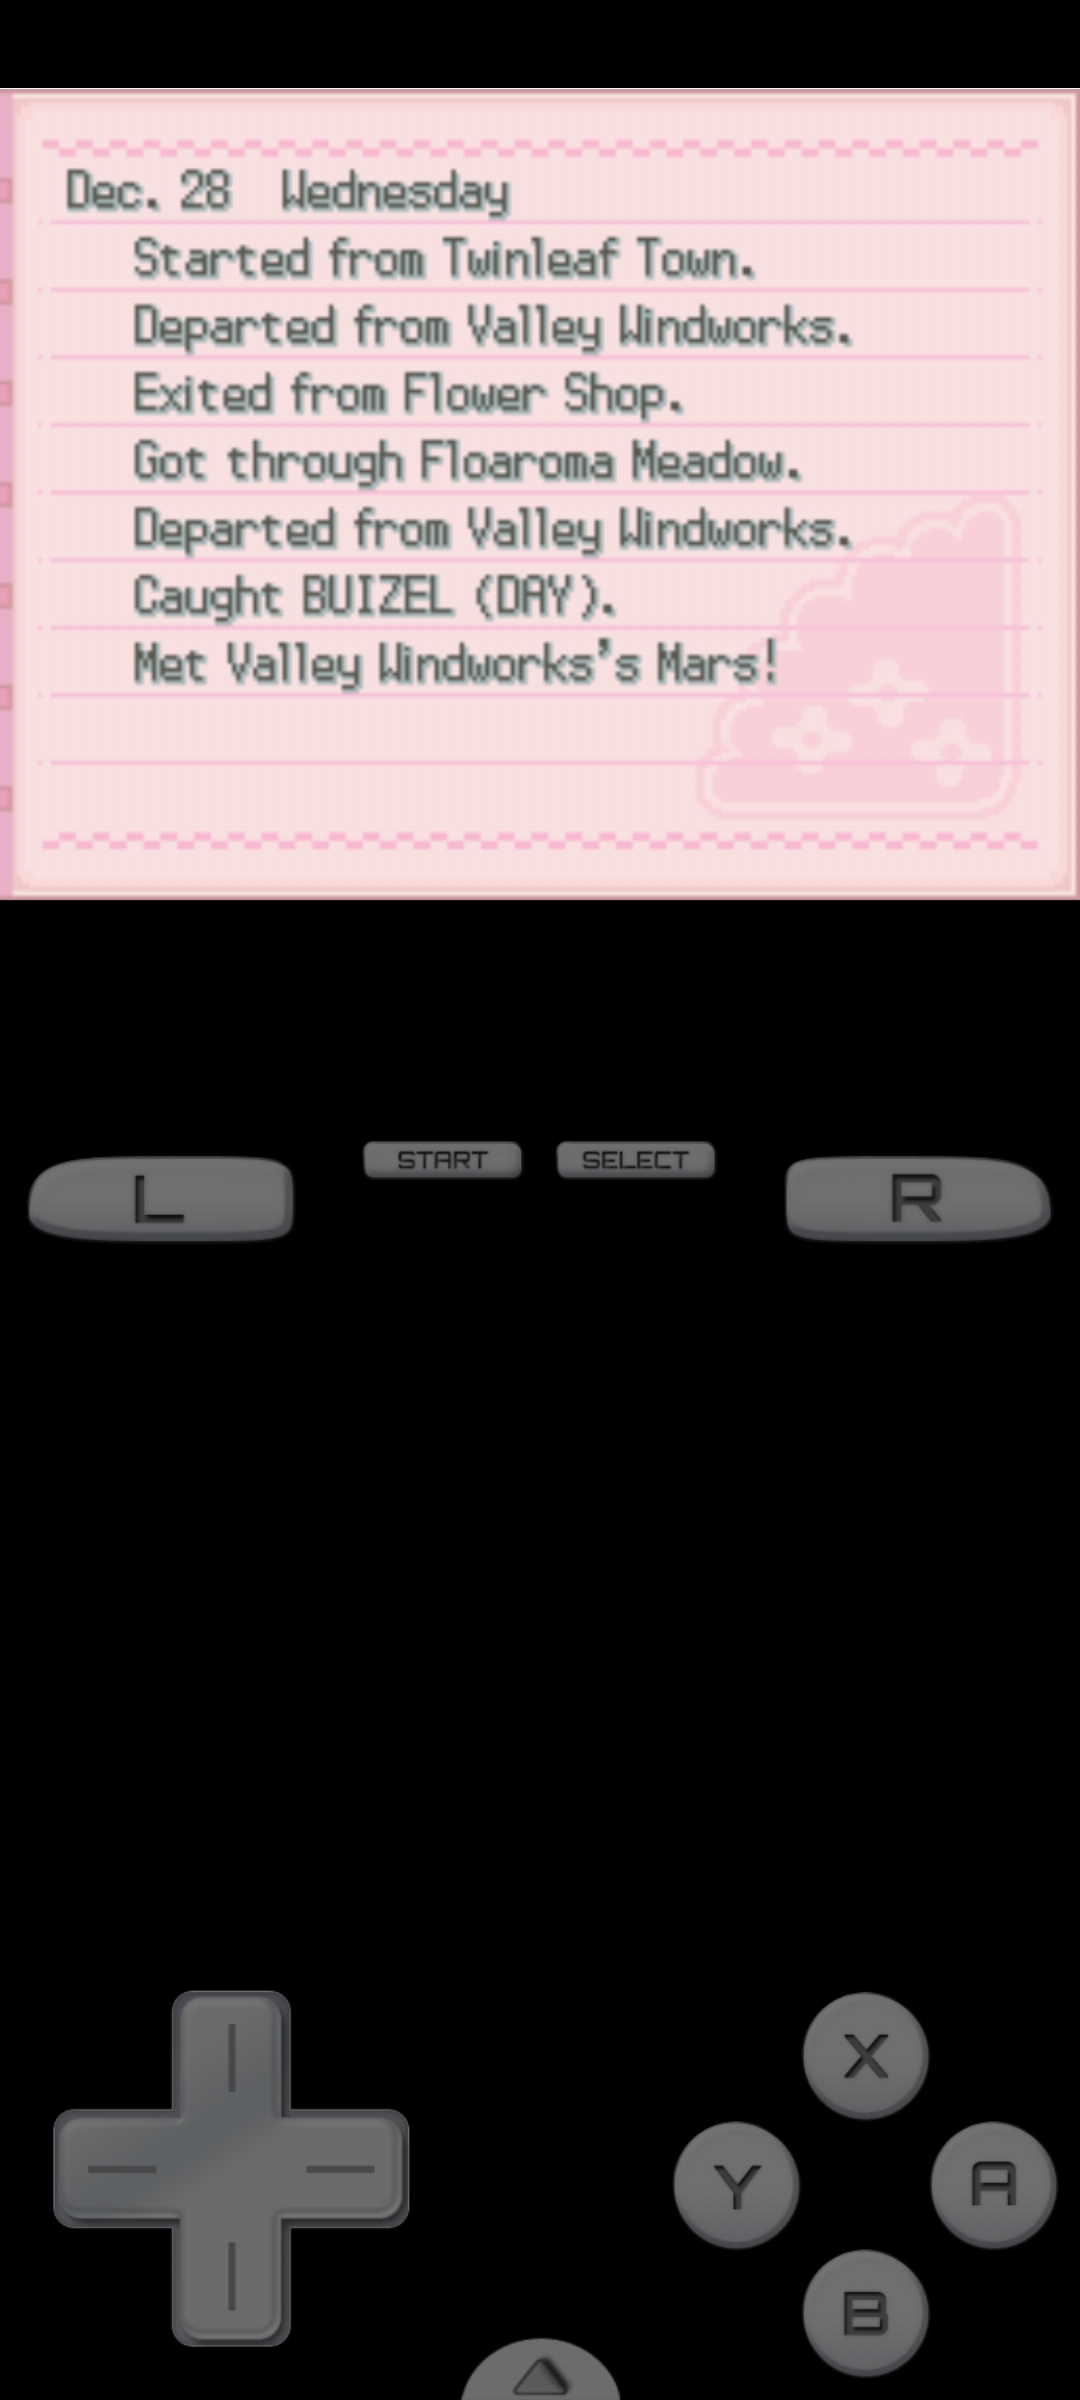 Dec. 28 Wednesday
Started from Twinleaf Town.
Departed from Valley Windworks.
Exited from Flower Shop.
Got through Floaroma Meadow.
Departed from Valley Windworks.
Caught BUIZEL (DAY).
Met Valley Windworks's Mars!
L
START
SELECT
R
X
Y
A
B